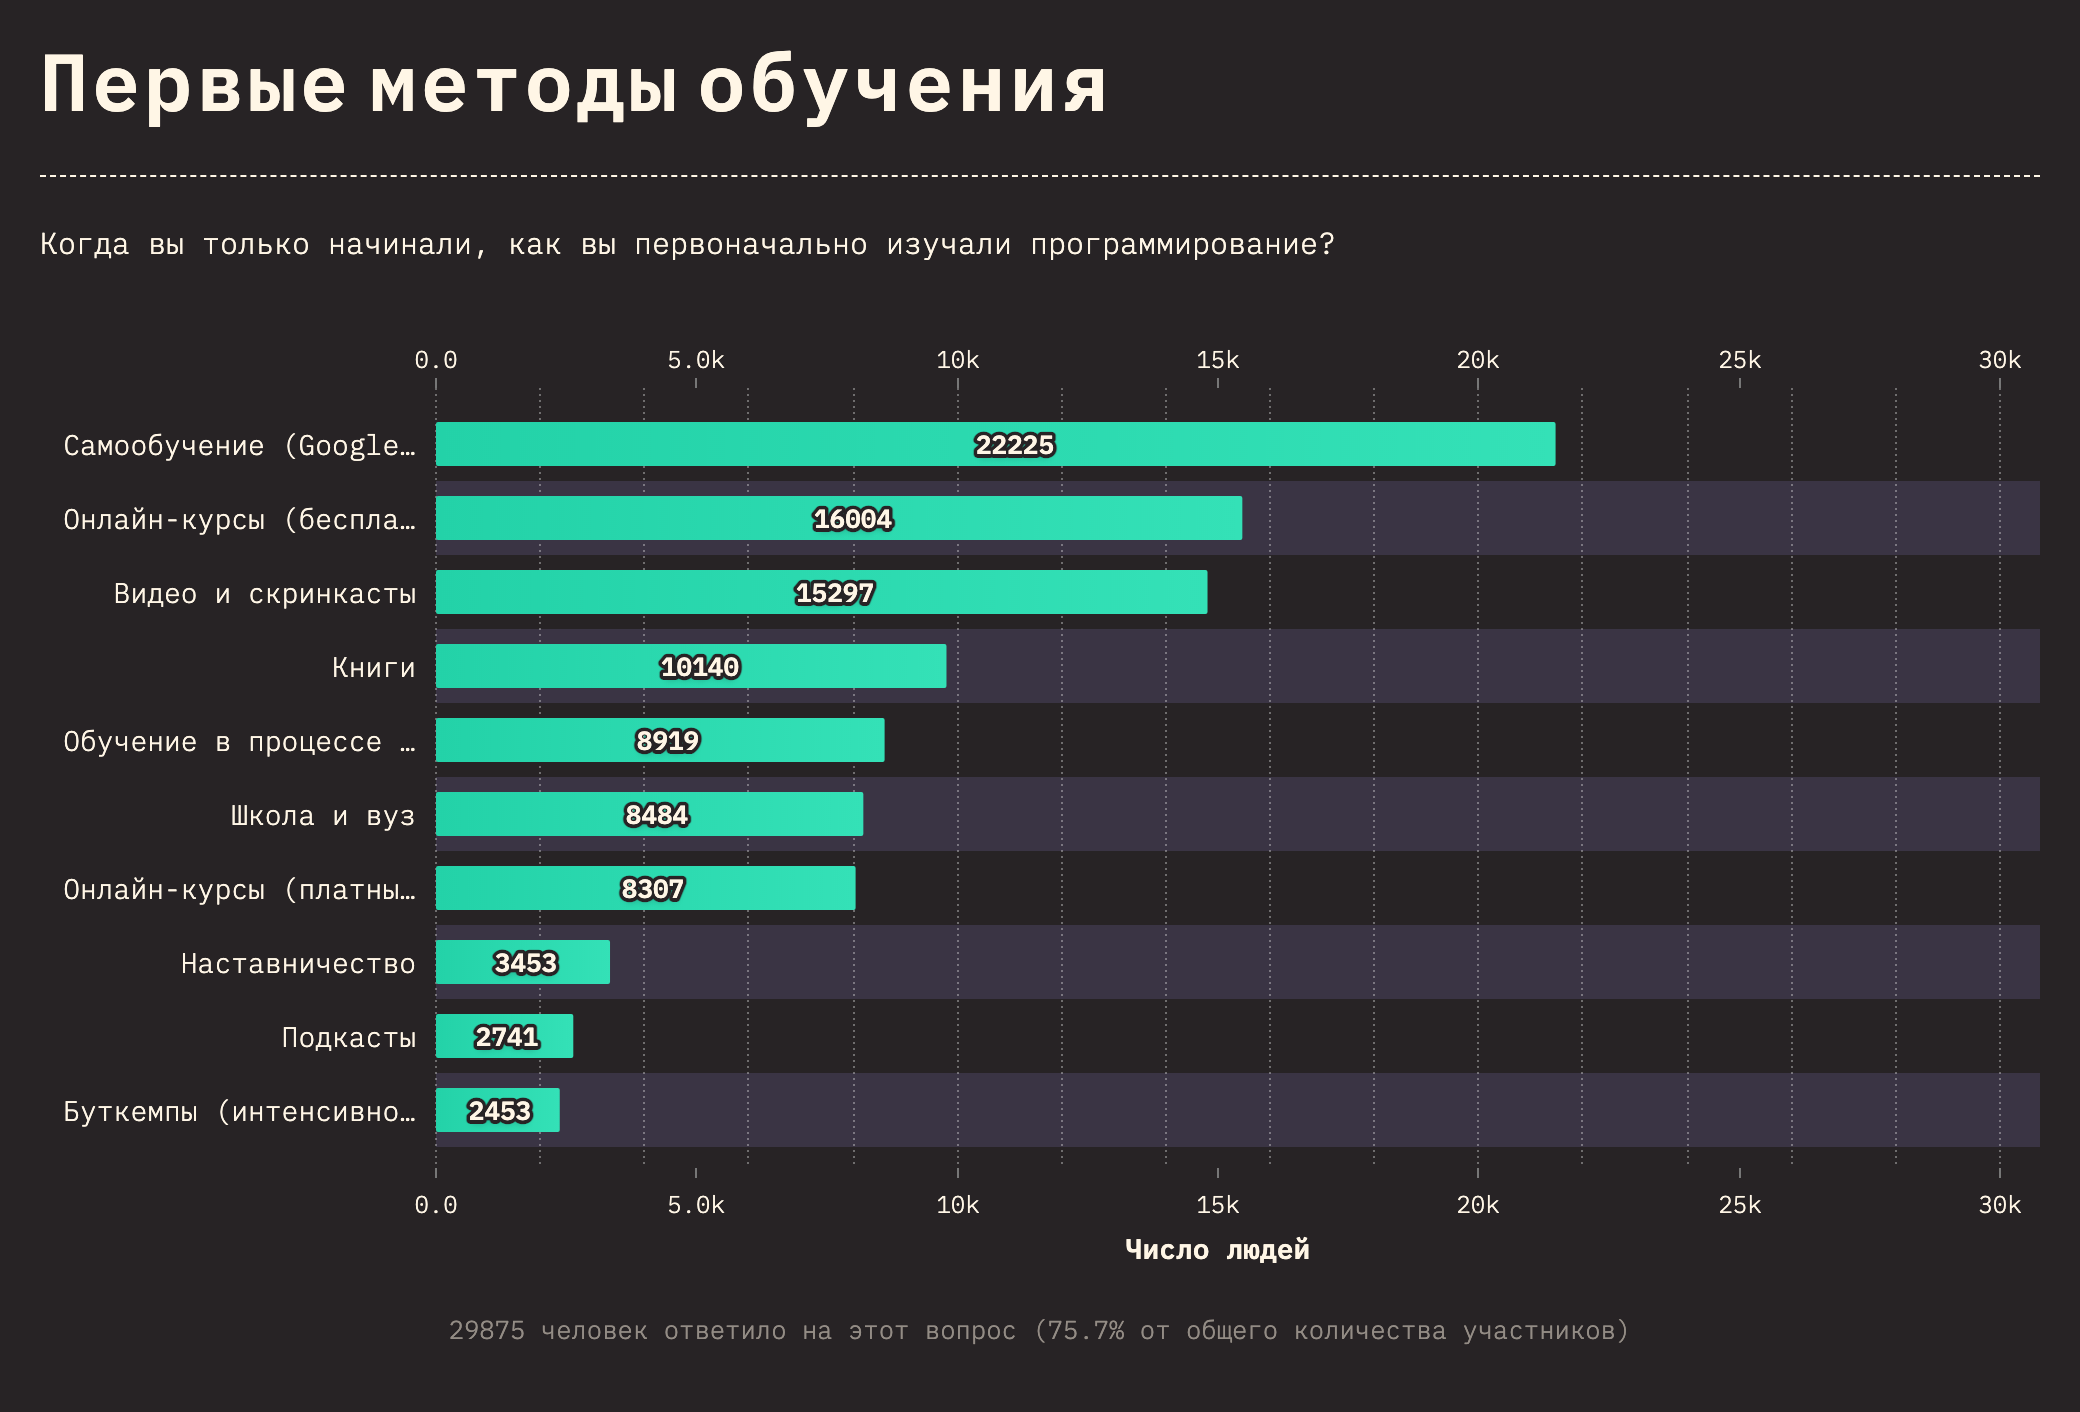 Первые методы обучения
Когда вы только начинали, как вы первоначально изучали программирование?
0.0 5.0k 10k 15k 20k 25k 30k
Самообучение (Google… 22225
Онлайн-курсы (беспла… 16004
Видео и скринкасты 15297
Книги 10140
Обучение в процессе … 8919
Школа и вуз 8484
Онлайн-курсы (платны… 8307
Наставничество 3453
Подкасты 2741
Буткемпы (интенсивно… 2453
0.0 5.0k 10k 15k 20k 25k 30k
Число людей
29875 человек ответило на этот вопрос (75.7% от общего количества участников)